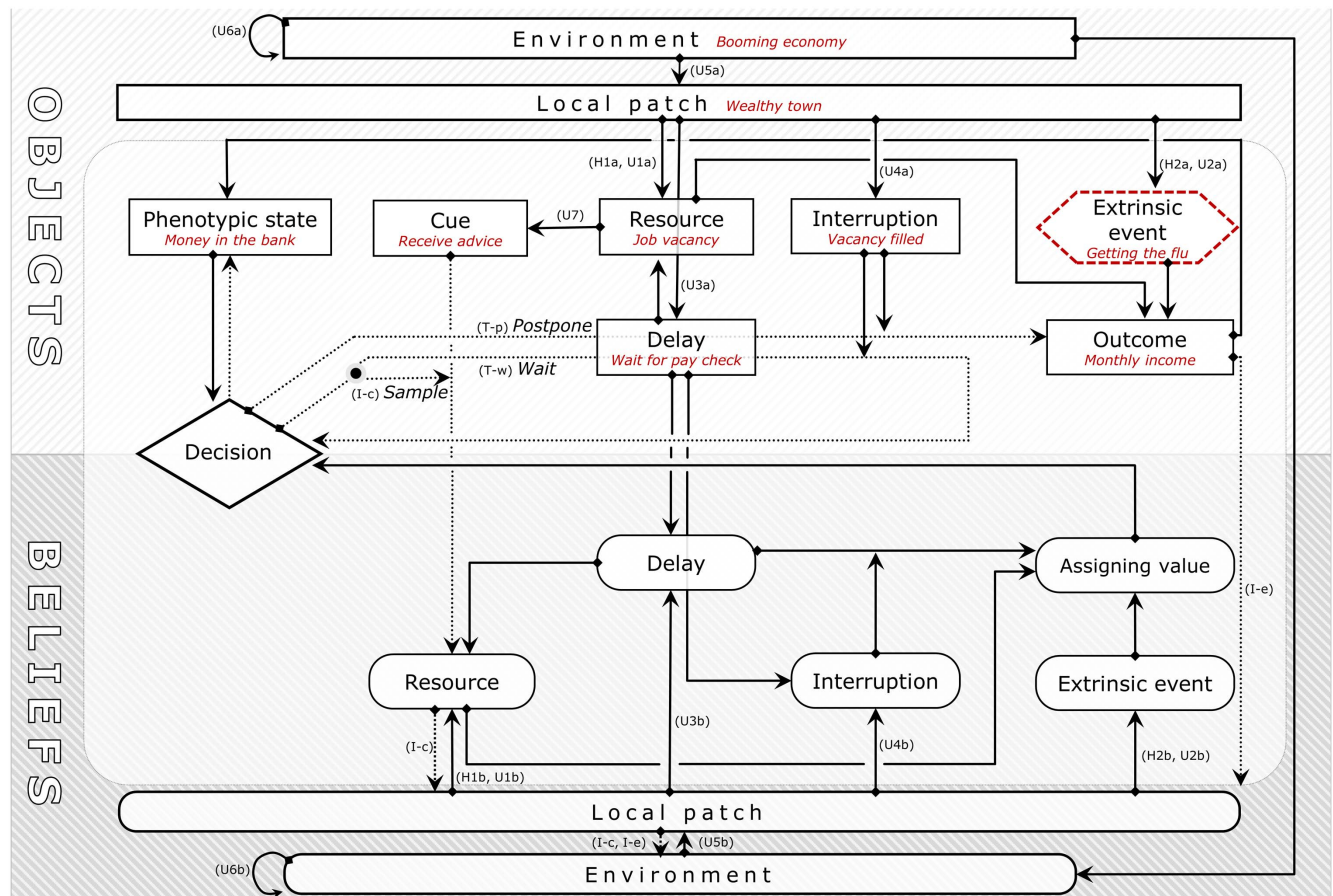 (U6a)
Environment Booming economy
(U5a)
Local patch Wealthy town
OBJECTS
(H1a, U1a)
(U4a)
(H2a, U2a)
Phenotypic state
Money in the bank
Cue
Receive advice
(U7)
Resource
Job vacancy
Interruption
Vacancy filled
Extrinsic
event
Getting the flu
(U3a)
(T-p) Postpone
Delay
Wait for pay check
Outcome
Monthly income
(T-w) Wait
(I-c) Sample
Decision
BELIEFS
Delay
Assigning value
(I-e)
Resource
Interruption
Extrinsic event
(I-c)
(H1b, U1b)
(U3b)
(U4b)
(H2b, U2b)
Local patch
(I-c, I-e)
(U5b)
(U6b)
Environment